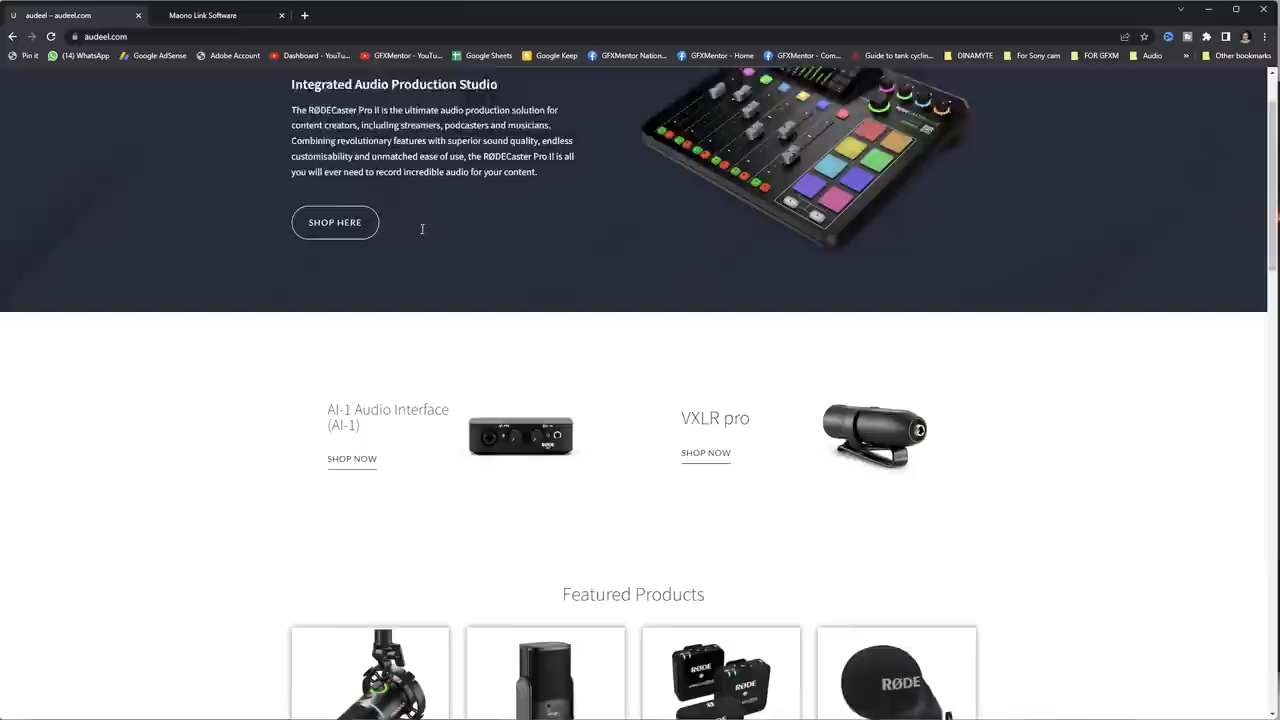 audeel – audeel.com
Maono Link Software
audeel.com
Pin it
(14) WhatsApp
Google AdSense
Adobe Account
Dashboard - YouTu...
GFXMentor - YouTu...
Google Sheets
Google Keep
GFXMentor Nation...
GFXMentor - Home
GFXMentor - Com...
Guide to tank cyclin...
DINAMYTE
For Sony cam
FOR GFXM
Audio
»
Other bookmarks
Integrated Audio Production Studio
The RØDECaster Pro II is the ultimate audio production solution for
content creators, including streamers, podcasters and musicians.
Combining revolutionary features with superior sound quality, endless
customisability and unmatched ease of use, the RØDECaster Pro II is all
you will ever need to record incredible audio for your content.
SHOP HERE
AI-1 Audio Interface
(AI-1)
SHOP NOW
RØDE
VXLR pro
SHOP NOW
Featured Products
RØDE
RØDE
RØDE